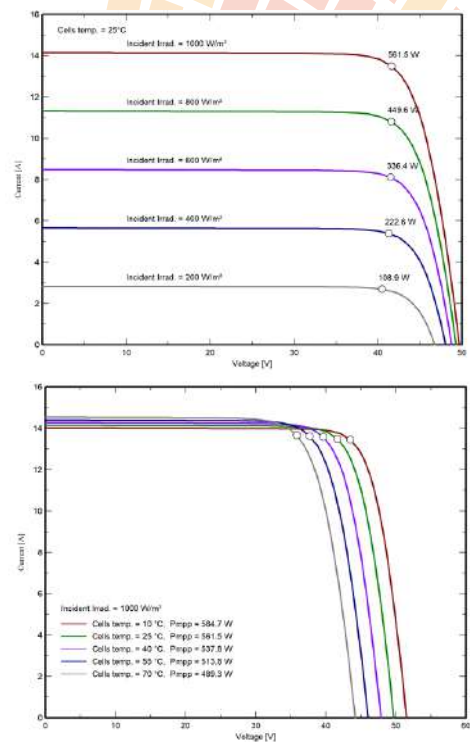 16
Cells temp. = 25°C
Incident Irrad. = 1000 W/m²
561.5 W
14
12
Incident Irrad. = 800 W/m²
449.6 W
10
Incident Irrad. = 600 W/m²
336.4 W
8
Current [A]
Incident Irrad. = 400 W/m²
222.6 W
6
4
Incident Irrad. = 200 W/m²
108.9 W
2
0
0 10 20 30 40 50
Voltage [V]
16
14
12
10
8
Current [A]
6
Incident Irrad. = 1000 W/m²
Cells temp. = 10 °C, Pmpp = 584.7 W
4
Cells temp. = 25 °C, Pmpp = 561.5 W
Cells temp. = 40 °C, Pmpp = 537.8 W
Cells temp. = 55 °C, Pmpp = 513.8 W
2
Cells temp. = 70 °C, Pmpp = 489.3 W
0
0 10 20 30 40 50 60
Voltage [V]